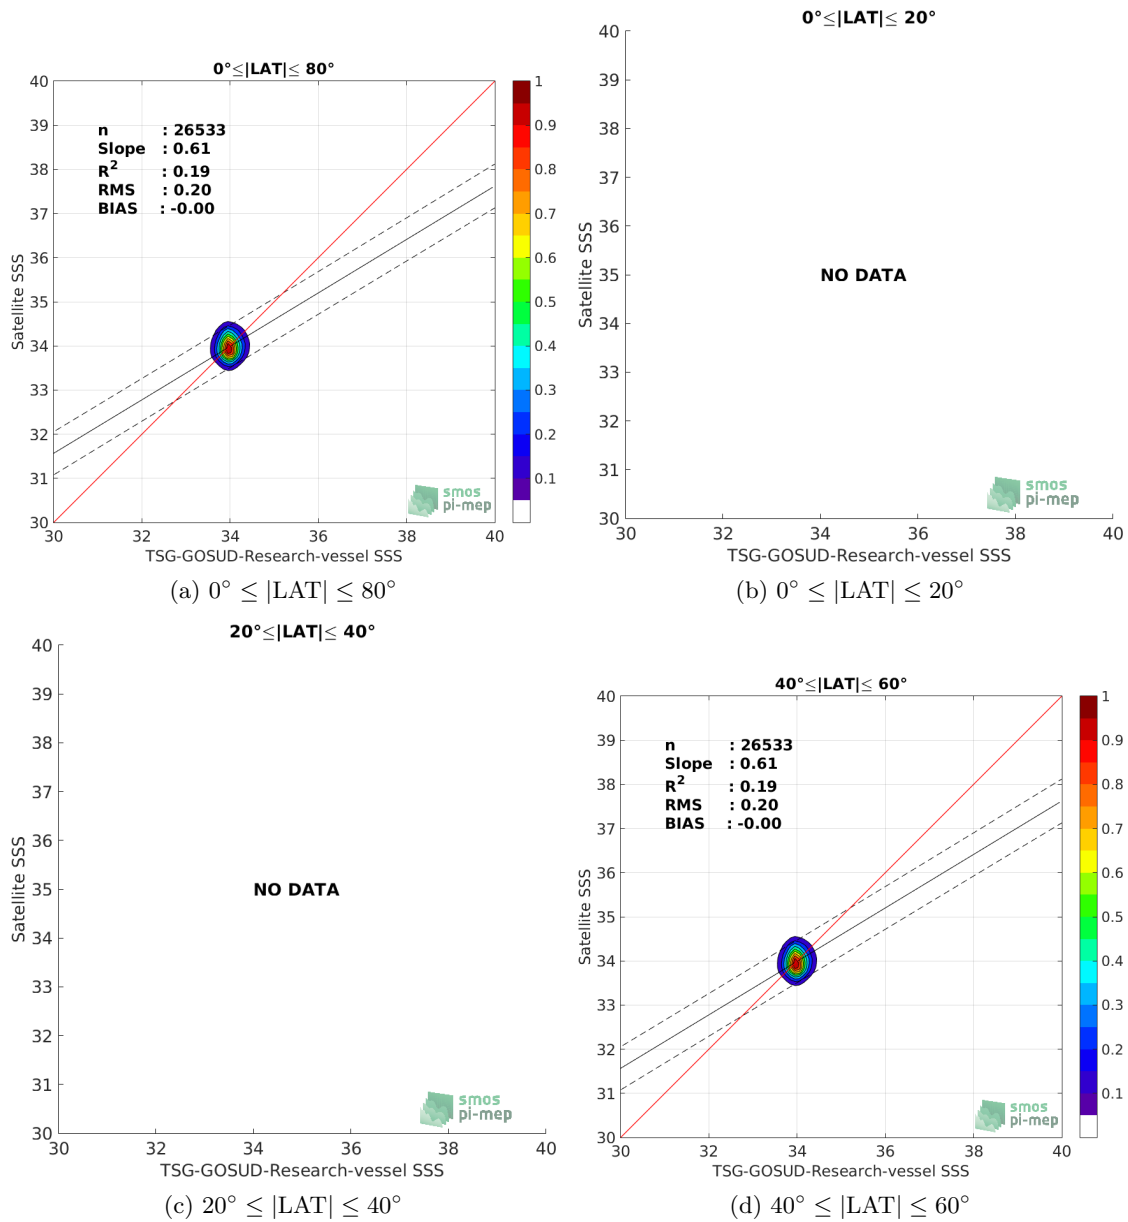 0°≤|LAT|≤ 80°
40
39
38
37
36
35
34
33
32
31
30
Satellite SSS
n : 26533
Slope : 0.61
R2 : 0.19
RMS : 0.20
BIAS : -0.00
smos
pi-mep
30 32 34 36 38 40
TSG-GOSUD-Research-vessel SSS
1
0.9
0.8
0.7
0.6
0.5
0.4
0.3
0.2
0.1
(a) 0° ≤ |LAT| ≤ 80°
0°≤|LAT|≤ 20°
40
39
38
37
36
35
34
33
32
31
30
Satellite SSS
NO DATA
smos
pi-mep
30 32 34 36 38 40
TSG-GOSUD-Research-vessel SSS
(b) 0° ≤ |LAT| ≤ 20°
20°≤|LAT|≤ 40°
40
39
38
37
36
35
34
33
32
31
30
Satellite SSS
NO DATA
smos
pi-mep
30 32 34 36 38 40
TSG-GOSUD-Research-vessel SSS
(c) 20° ≤ |LAT| ≤ 40°
40°≤|LAT|≤ 60°
40
39
38
37
36
35
34
33
32
31
30
Satellite SSS
n : 26533
Slope : 0.61
R2 : 0.19
RMS : 0.20
BIAS : -0.00
smos
pi-mep
30 32 34 36 38 40
TSG-GOSUD-Research-vessel SSS
1
0.9
0.8
0.7
0.6
0.5
0.4
0.3
0.2
0.1
(d) 40° ≤ |LAT| ≤ 60°